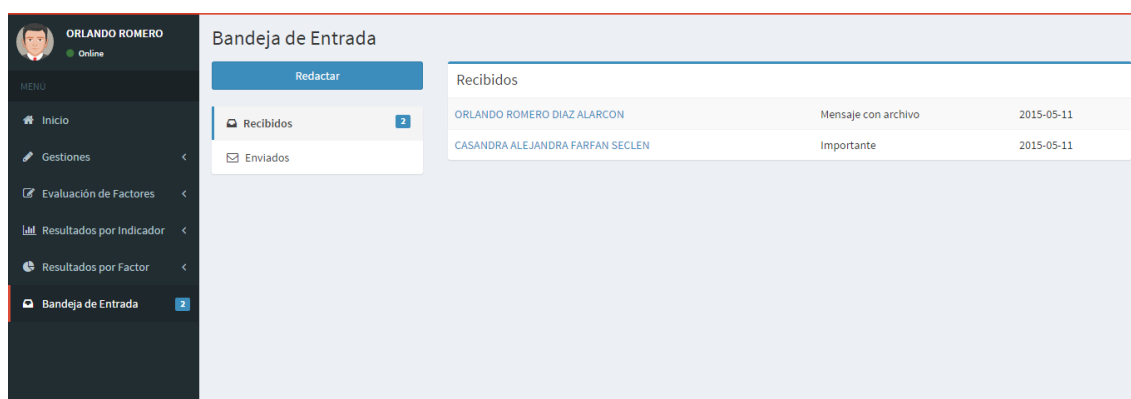 ORLANDO ROMERO
Online
MENÚ
Inicio
Gestiones
Evaluación de Factores
Resultados por Indicador
Resultados por Factor
Bandeja de Entrada 2
Bandeja de Entrada
Redactar
Recibidos 2
Enviados
Recibidos
ORLANDO ROMERO DIAZ ALARCON Mensaje con archivo 2015-05-11
CASANDRA ALEJANDRA FARFAN SECLEN Importante 2015-05-11